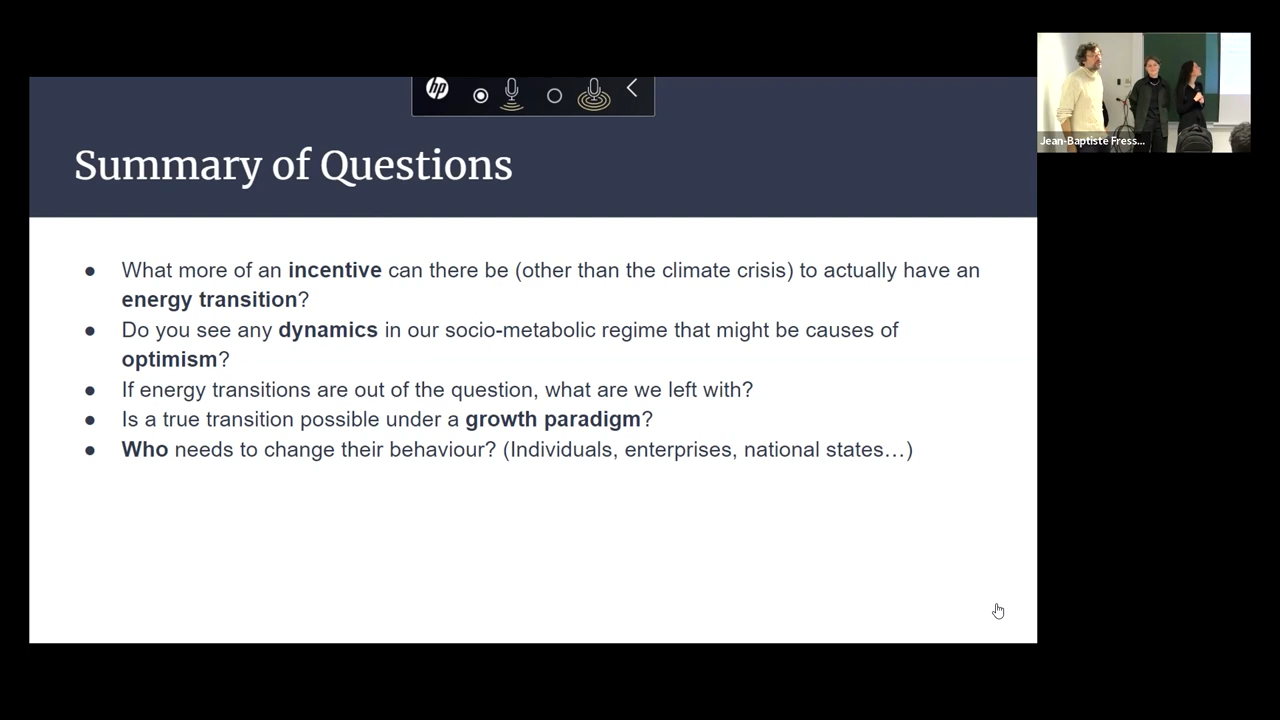 hp
Jean-Baptiste Fress...
Summary of Questions
● What more of an incentive can there be (other than the climate crisis) to actually have an
energy transition?
● Do you see any dynamics in our socio-metabolic regime that might be causes of
optimism?
● If energy transitions are out of the question, what are we left with?
● Is a true transition possible under a growth paradigm?
● Who needs to change their behaviour? (Individuals, enterprises, national states…)